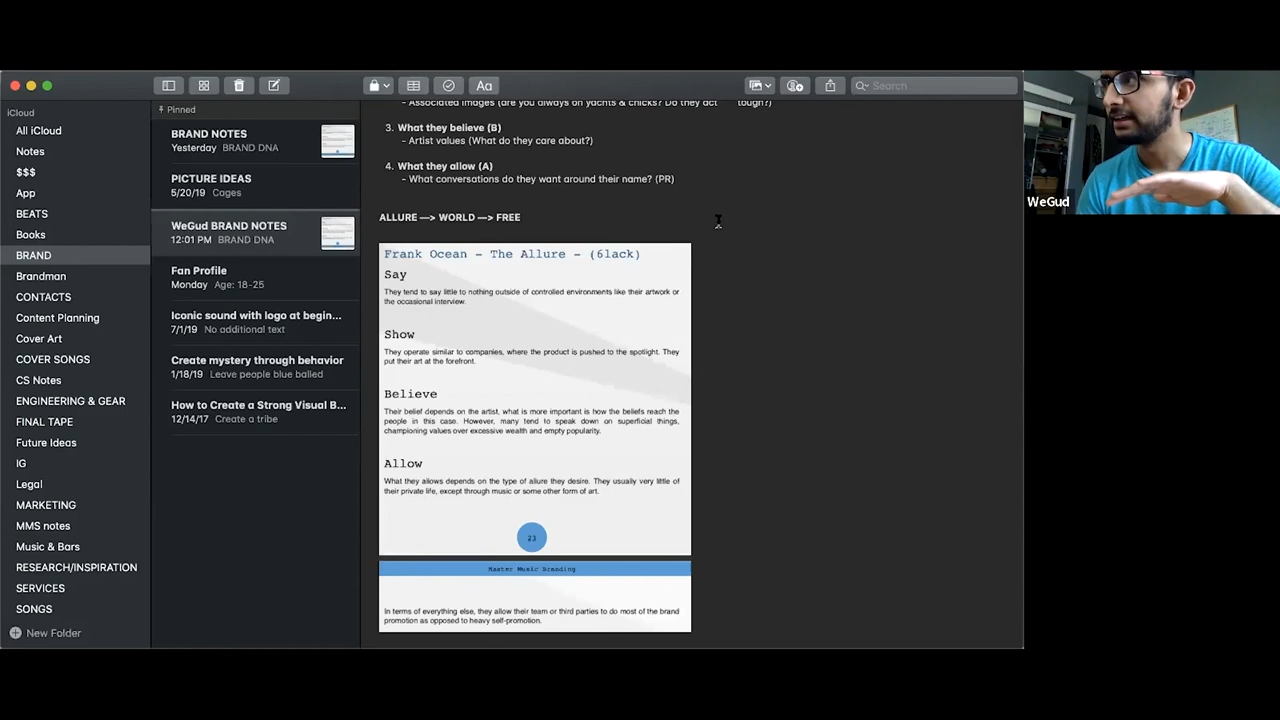 Search
iCloud
All iCloud
Notes
$$$
App
BEATS
Books
BRAND
Brandman
CONTACTS
Content Planning
Cover Art
COVER SONGS
CS Notes
ENGINEERING & GEAR
FINAL TAPE
Future Ideas
IG
Legal
MARKETING
MMS notes
Music & Bars
RESEARCH/INSPIRATION
SERVICES
SONGS
New Folder
Pinned
BRAND NOTES
Yesterday BRAND DNA
PICTURE IDEAS
5/20/19 Cages
WeGud BRAND NOTES
12:01 PM BRAND DNA
Fan Profile
Monday Age: 18-25
Iconic sound with logo at begin...
7/1/19 No additional text
Create mystery through behavior
1/18/19 Leave people blue balled
How to Create a Strong Visual B...
12/14/17 Create a tribe
Aa
- Associated images (are you always on yachts & chicks? Do they act tough?)
3. What they believe (B)
- Artist values (What do they care about?)
4. What they allow (A)
- What conversations do they want around their name? (PR)
ALLURE —> WORLD —> FREE
Frank Ocean - The Allure - (6lack)
Say
They tend to say little to nothing outside of controlled environments like their artwork or
the occasional interview.
Show
They operate similar to companies, where the product is pushed to the spotlight. They
put their art at the forefront.
Believe
Their belief depends on the artist, what is more important is how the beliefs reach the
people in this case. However, many tend to speak down on superficial things,
championing values over excessive wealth and empty popularity.
Allow
What they allows depends on the type of allure they desire. They usually very little of
their private life, except through music or some other form of art.
23
Master Music Branding
In terms of everything else, they allow their team or third parties to do most of the brand
promotion as opposed to heavy self-promotion.
WeGud